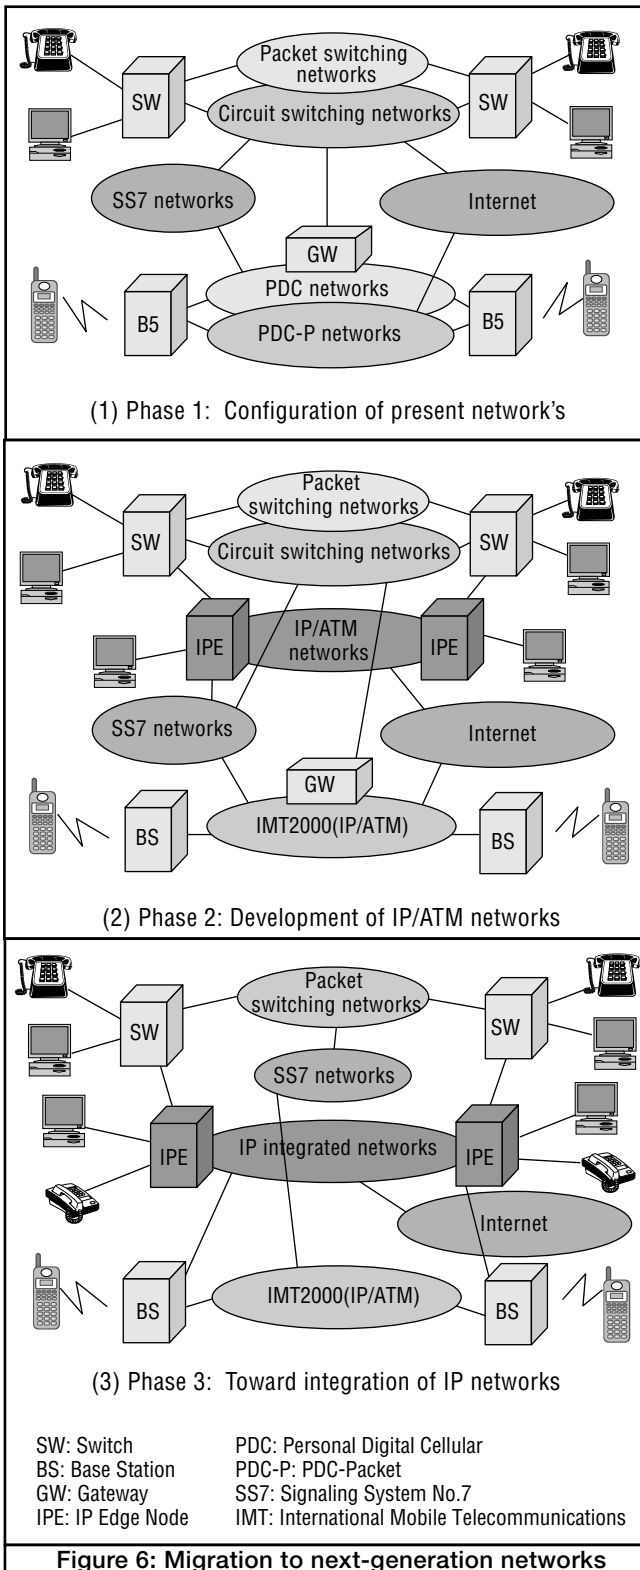 Packet switching
networks
SW
SW
Circuit switching networks
SS7 networks
Internet
GW
PDC networks
B5
B5
PDC-P networks
(1) Phase 1: Configuration of present network's
Packet
switching networks
SW
SW
Circuit switching networks
IPE
IP/ATM
networks
IPE
SS7 networks
Internet
GW
BS
IMT2000(IP/ATM)
BS
(2) Phase 2: Development of IP/ATM networks
Packet
switching networks
SW
SW
SS7 networks
IPE
IP integrated networks
IPE
Internet
BS
IMT2000(IP/ATM)
BS
(3) Phase 3: Toward integration of IP networks
SW: Switch
PDC: Personal Digital Cellular
BS: Base Station
PDC-P: PDC-Packet
GW: Gateway
SS7: Signaling System No.7
IPE: IP Edge Node
IMT: International Mobile Telecommunications
Figure 6: Migration to next-generation networks